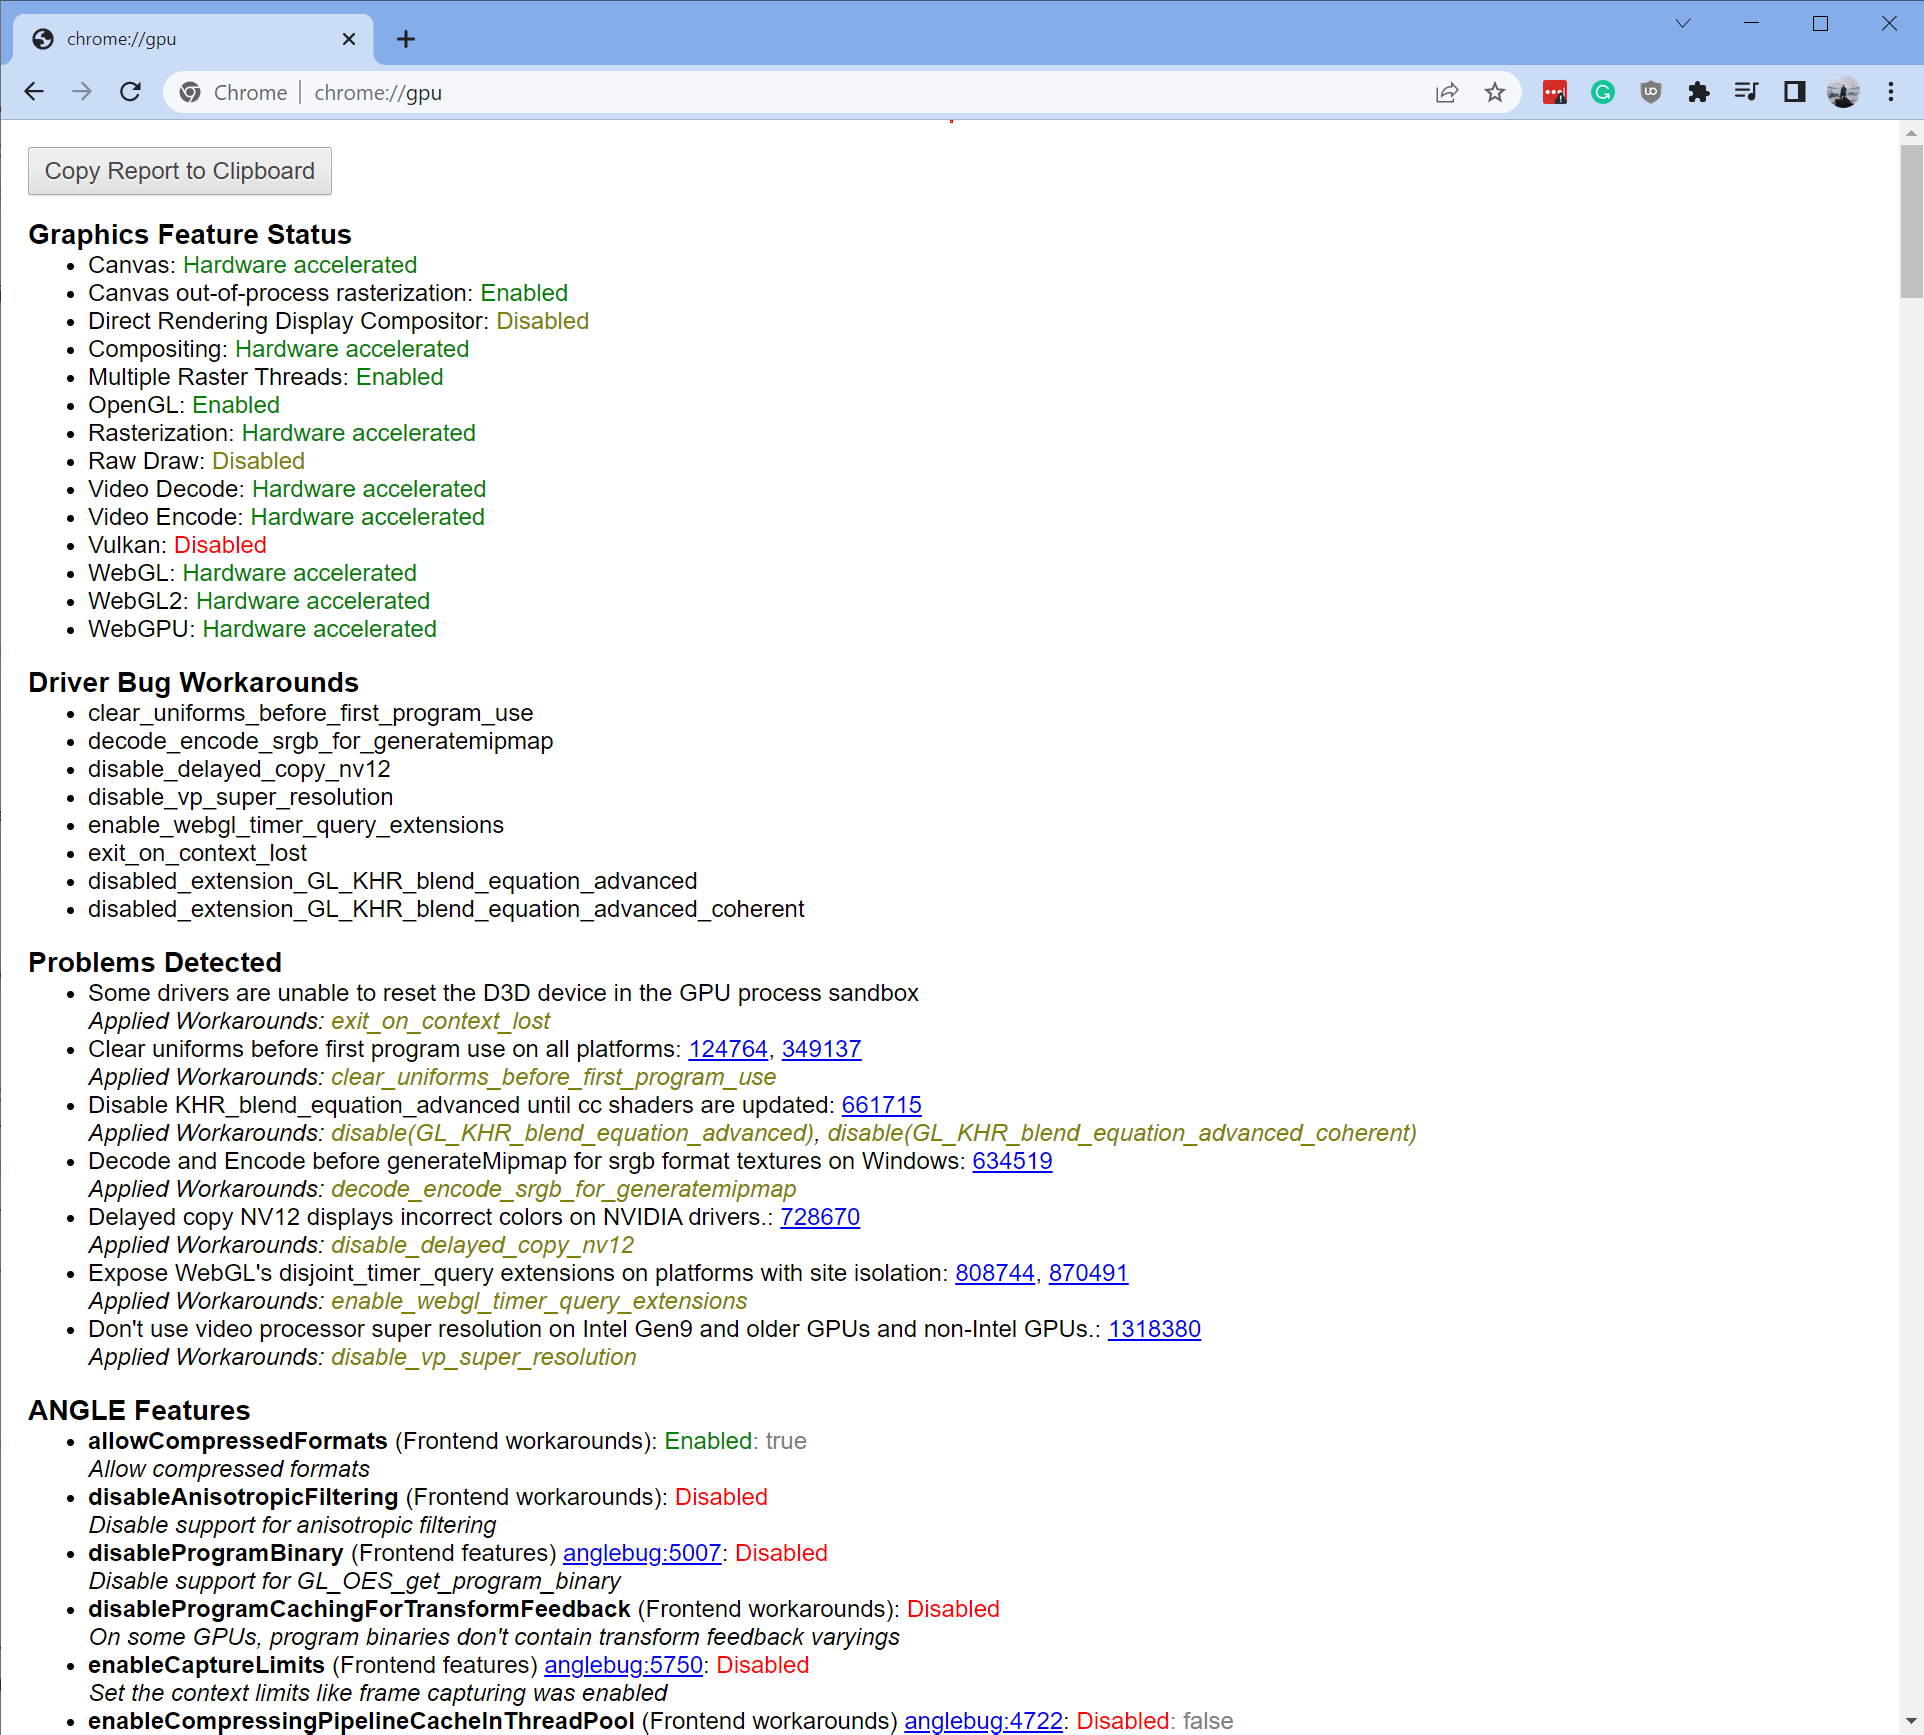 chrome://gpu
Chrome | chrome://gpu
Copy Report to Clipboard
Graphics Feature Status
• Canvas: Hardware accelerated
• Canvas out-of-process rasterization: Enabled
• Direct Rendering Display Compositor: Disabled
• Compositing: Hardware accelerated
• Multiple Raster Threads: Enabled
• OpenGL: Enabled
• Rasterization: Hardware accelerated
• Raw Draw: Disabled
• Video Decode: Hardware accelerated
• Video Encode: Hardware accelerated
• Vulkan: Disabled
• WebGL: Hardware accelerated
• WebGL2: Hardware accelerated
• WebGPU: Hardware accelerated
Driver Bug Workarounds
• clear_uniforms_before_first_program_use
• decode_encode_srgb_for_generatemipmap
• disable_delayed_copy_nv12
• disable_vp_super_resolution
• enable_webgl_timer_query_extensions
• exit_on_context_lost
• disabled_extension_GL_KHR_blend_equation_advanced
• disabled_extension_GL_KHR_blend_equation_advanced_coherent
Problems Detected
• Some drivers are unable to reset the D3D device in the GPU process sandbox
Applied Workarounds: exit_on_context_lost
• Clear uniforms before first program use on all platforms: 124764, 349137
Applied Workarounds: clear_uniforms_before_first_program_use
• Disable KHR_blend_equation_advanced until cc shaders are updated: 661715
Applied Workarounds: disable(GL_KHR_blend_equation_advanced), disable(GL_KHR_blend_equation_advanced_coherent)
• Decode and Encode before generateMipmap for srgb format textures on Windows: 634519
Applied Workarounds: decode_encode_srgb_for_generatemipmap
• Delayed copy NV12 displays incorrect colors on NVIDIA drivers.: 728670
Applied Workarounds: disable_delayed_copy_nv12
• Expose WebGL's disjoint_timer_query extensions on platforms with site isolation: 808744, 870491
Applied Workarounds: enable_webgl_timer_query_extensions
• Don't use video processor super resolution on Intel Gen9 and older GPUs and non-Intel GPUs.: 1318380
Applied Workarounds: disable_vp_super_resolution
ANGLE Features
• allowCompressedFormats (Frontend workarounds): Enabled: true
Allow compressed formats
• disableAnisotropicFiltering (Frontend workarounds): Disabled
Disable support for anisotropic filtering
• disableProgramBinary (Frontend features) anglebug:5007: Disabled
Disable support for GL_OES_get_program_binary
• disableProgramCachingForTransformFeedback (Frontend workarounds): Disabled
On some GPUs, program binaries don't contain transform feedback varyings
• enableCaptureLimits (Frontend features) anglebug:5750: Disabled
Set the context limits like frame capturing was enabled
• enableCompressingPipelineCacheInThreadPool (Frontend workarounds) anglebug:4722: Disabled: false